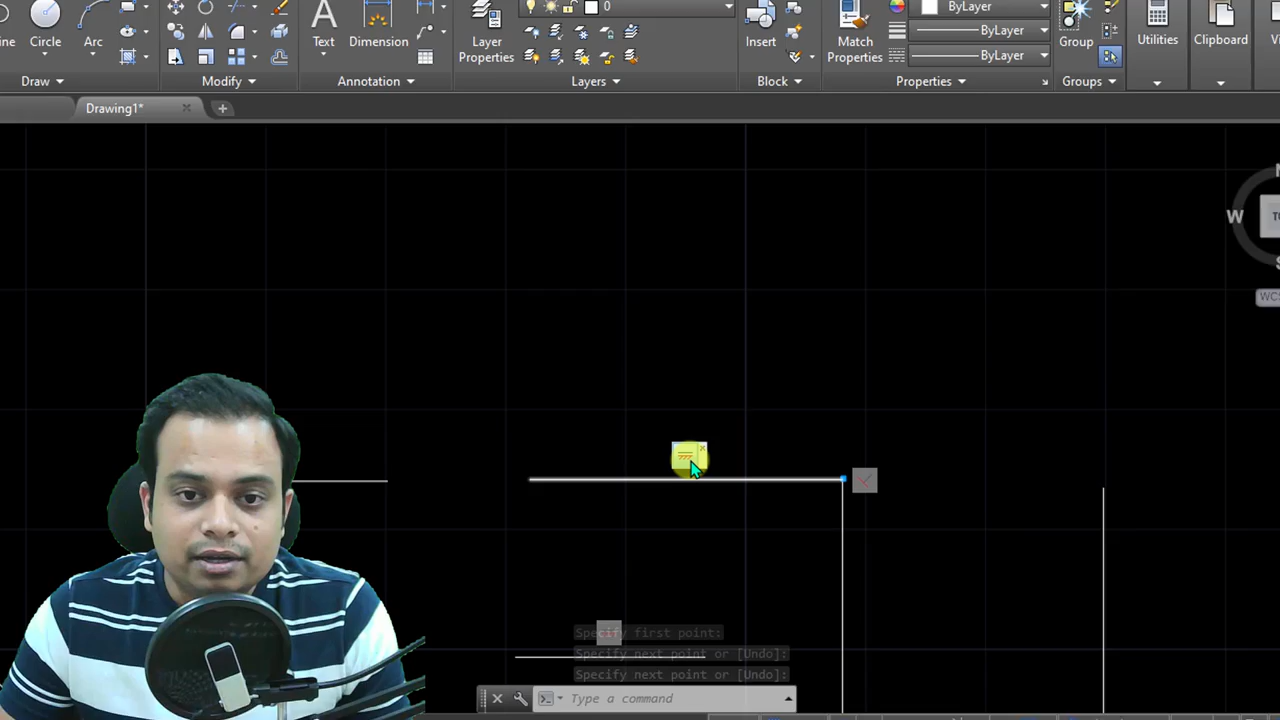 0
ine Circle Arc
Text Dimension
Layer
Properties
Insert
Match
Properties
ByLayer
ByLayer
ByLayer
Group
Utilities
Clipboard
Draw
Modify
Annotation
Layers
Block
Properties
Groups
Drawing1*
W
Specify first point:
Specify next point or [Undo]:
Specify next point or [Undo]:
Type a command